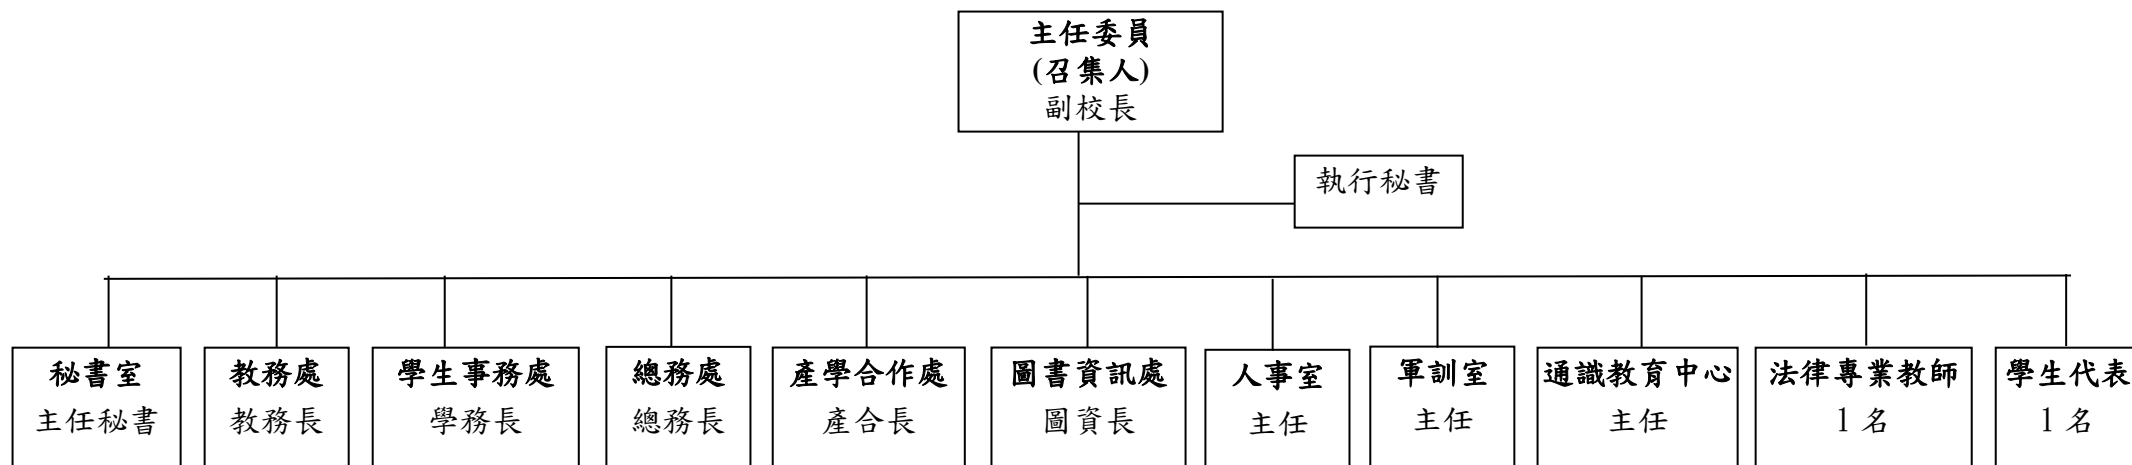 主任委員
(召集人)
副校長
執行秘書
秘書室
主任秘書
教務處
教務長
學生事務處
學務長
總務處
總務長
產學合作處
產合長
圖書資訊處
圖資長
人事室
主任
軍訓室
主任
通識教育中心
主任
法律專業教師
1 名
學生代表
1 名